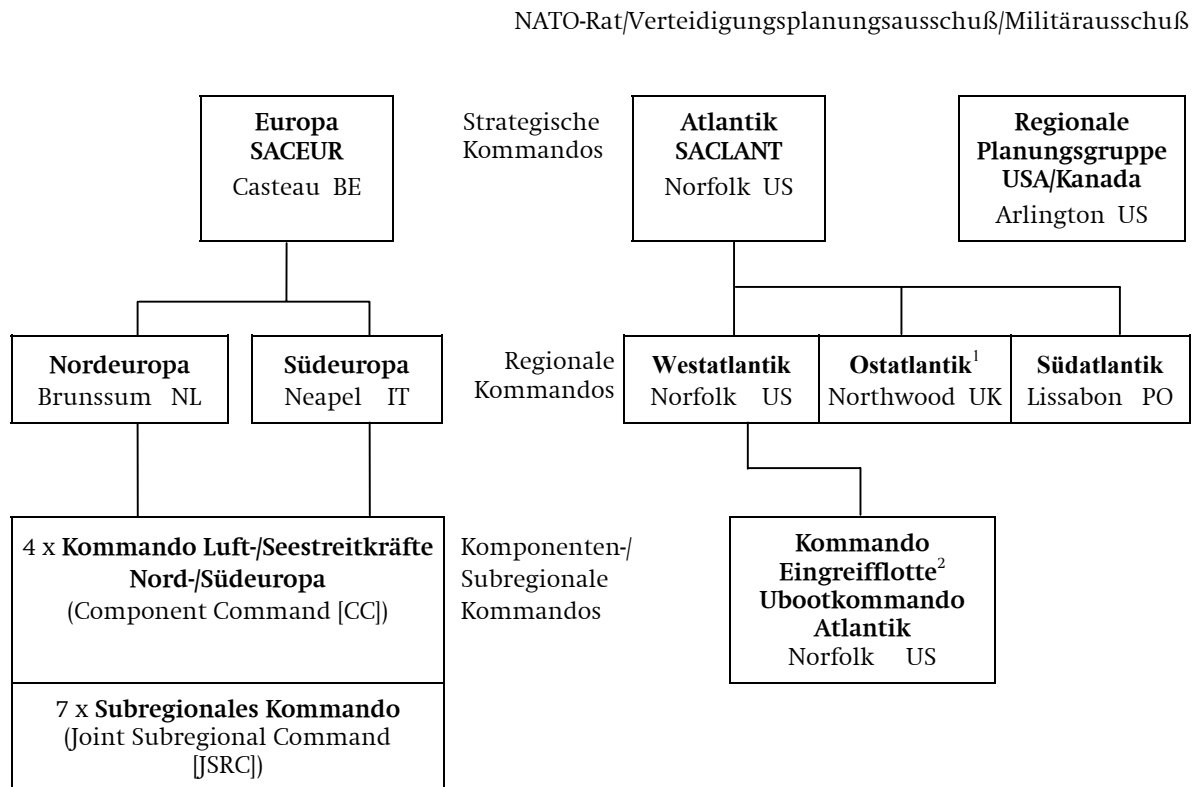 NATO-Rat/Verteidigungsplanungsausschuß/Militärausschuß
Europa
SACEUR
Casteau BE
Strategische
Kommandos
Atlantik
SACLANT
Norfolk US
Regionale
Planungsgruppe
USA/Kanada
Arlington US
Nordeuropa
Brunssum NL
Südeuropa
Neapel IT
Regionale
Kommandos
Westatlantik
Norfolk US
Ostatlantik¹
Northwood UK
Südatlantik
Lissabon PO
4 x Kommando Luft-/Seestreitkräfte
Nord-/Südeuropa
(Component Command [CC])
Komponenten-/
Subregionale
Kommandos
Kommando
Eingreifflotte²
Ubootkommando
Atlantik
Norfolk US
7 x Subregionales Kommando
(Joint Subregional Command
[JSRC])